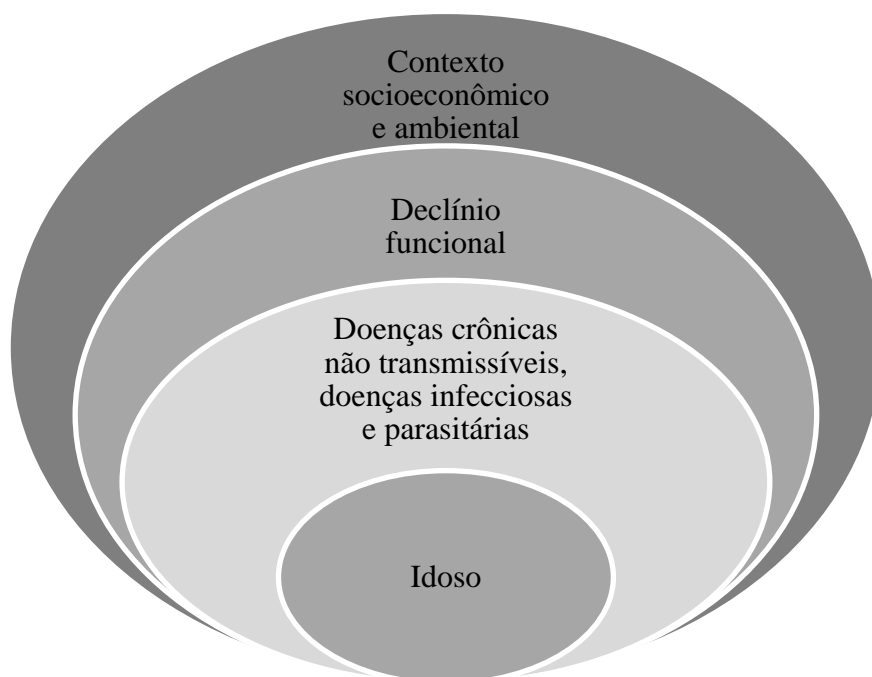 Contexto
socioeconômico
e ambiental
Declínio
funcional
Doenças crônicas
não transmissíveis,
doenças infecciosas
e parasitárias
Idoso